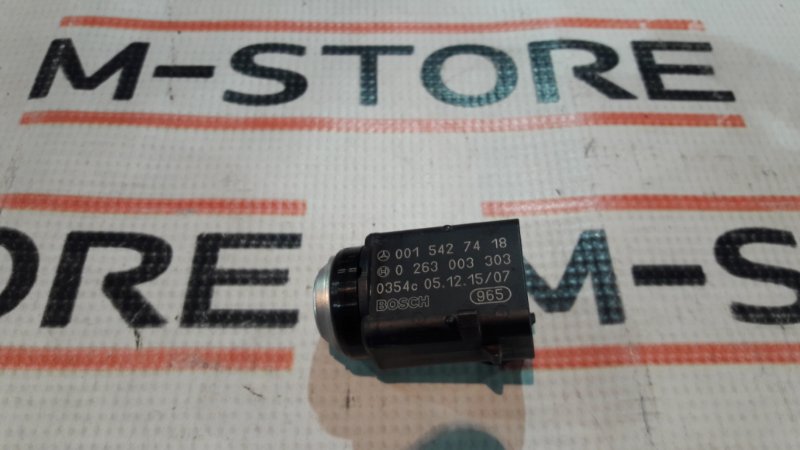 M-STORE
ORE
M-S
001 542 74 18
0 263 003 303
0354c 05.12.15/07
BOSCH 965